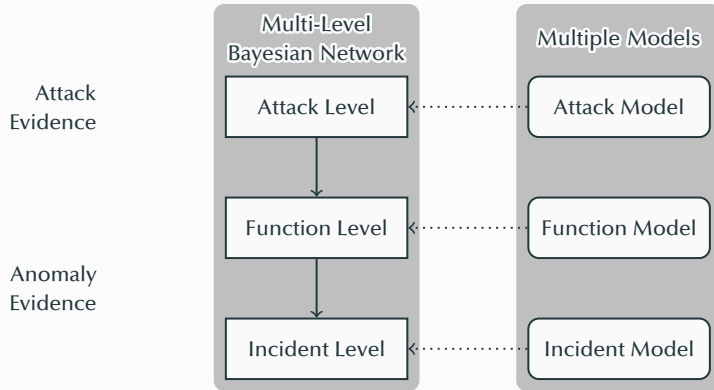 Multi-Level
Bayesian Network
Multiple Models
Attack
Evidence
Attack Level
Attack Model
Function Level
Function Model
Anomaly
Evidence
Incident Level
Incident Model